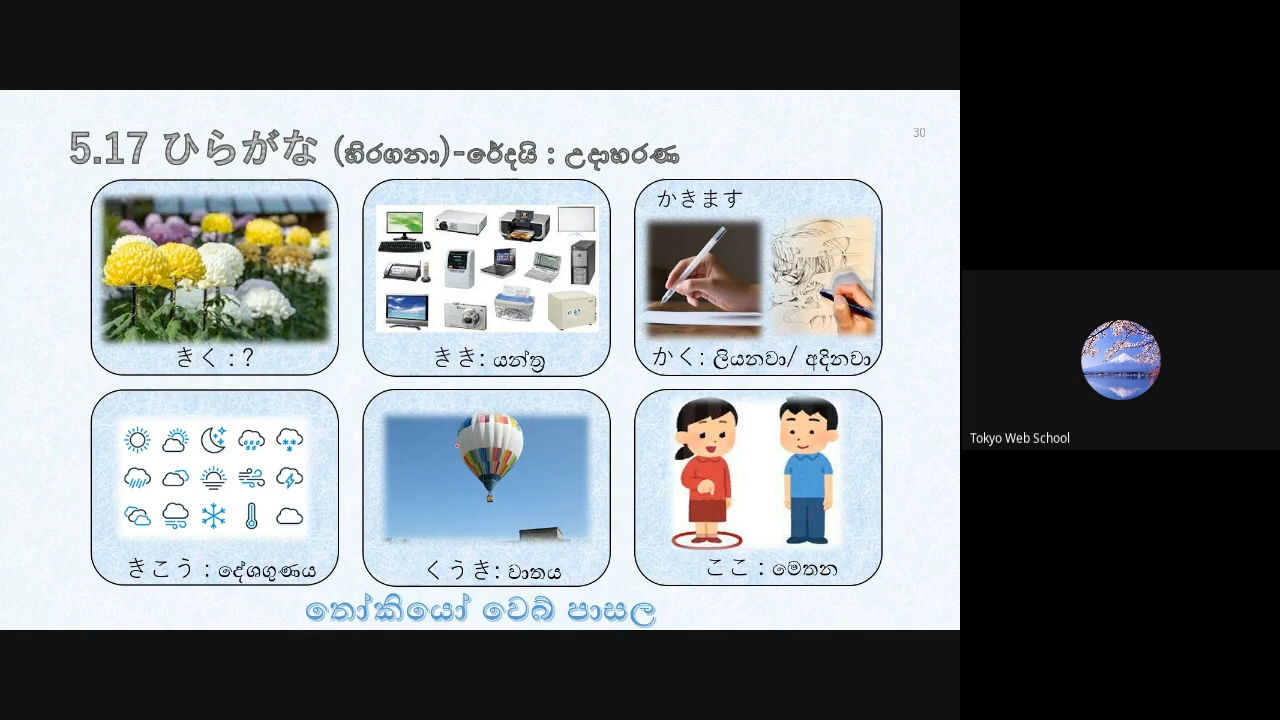 30
5.17 ひらがな (හිරගනා)-රේදයි : උදාහරණ
きく : ?
きき: යන්ත්‍ර
かきます
かく: ලියනවා/ අදිනවා
きこう : දේශගුණය
くうき: වාතය
ここ : මෙතන
තෝකියෝ වෙබ් පාසල
Tokyo Web School